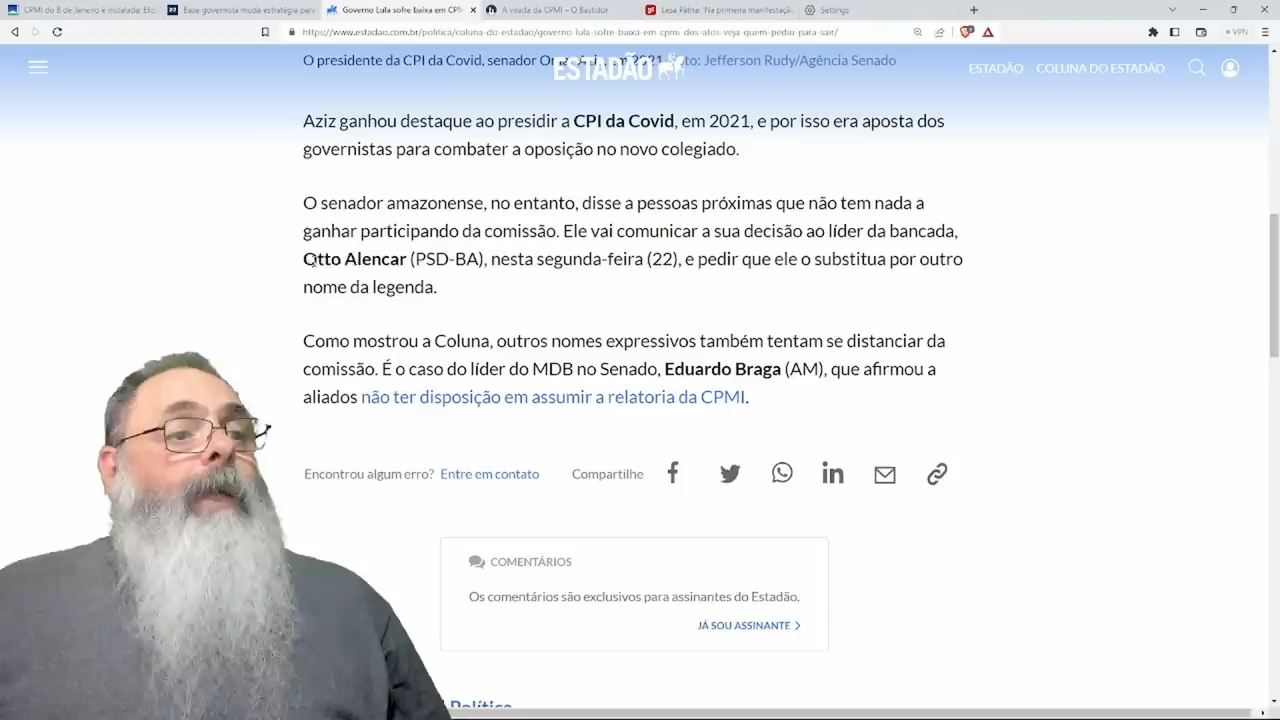 CPMI do 8 de Janeiro é instalada; Eliz
Base governista muda estratégia para
Governo Lula sofre baixa em CPM
A virada da CPMI – O Bastidor
Lesa Pátria: 'Na primeira manifestação
Settings
https://www.estadao.com.br/politica/coluna-do-estadao/governo-lula-sofre-baixa-em-cpmi-dos-atos-veja-quem-pediu-para-sair/
VPN
O presidente da CPI da Covid, senador Omar Aziz, em 2021. Foto: Jefferson Rudy/Agência Senado
ESTADÃO
ESTADÃO
COLUNA DO ESTADÃO
Aziz ganhou destaque ao presidir a CPI da Covid, em 2021, e por isso era aposta dos
governistas para combater a oposição no novo colegiado.
O senador amazonense, no entanto, disse a pessoas próximas que não tem nada a
ganhar participando da comissão. Ele vai comunicar a sua decisão ao líder da bancada,
Otto Alencar (PSD-BA), nesta segunda-feira (22), e pedir que ele o substitua por outro
nome da legenda.
Como mostrou a Coluna, outros nomes expressivos também tentam se distanciar da
comissão. É o caso do líder do MDB no Senado, Eduardo Braga (AM), que afirmou a
aliados não ter disposição em assumir a relatoria da CPMI.
Encontrou algum erro? Entre em contato
Compartilhe
COMENTÁRIOS
Os comentários são exclusivos para assinantes do Estadão.
JÁ SOU ASSINANTE
Política